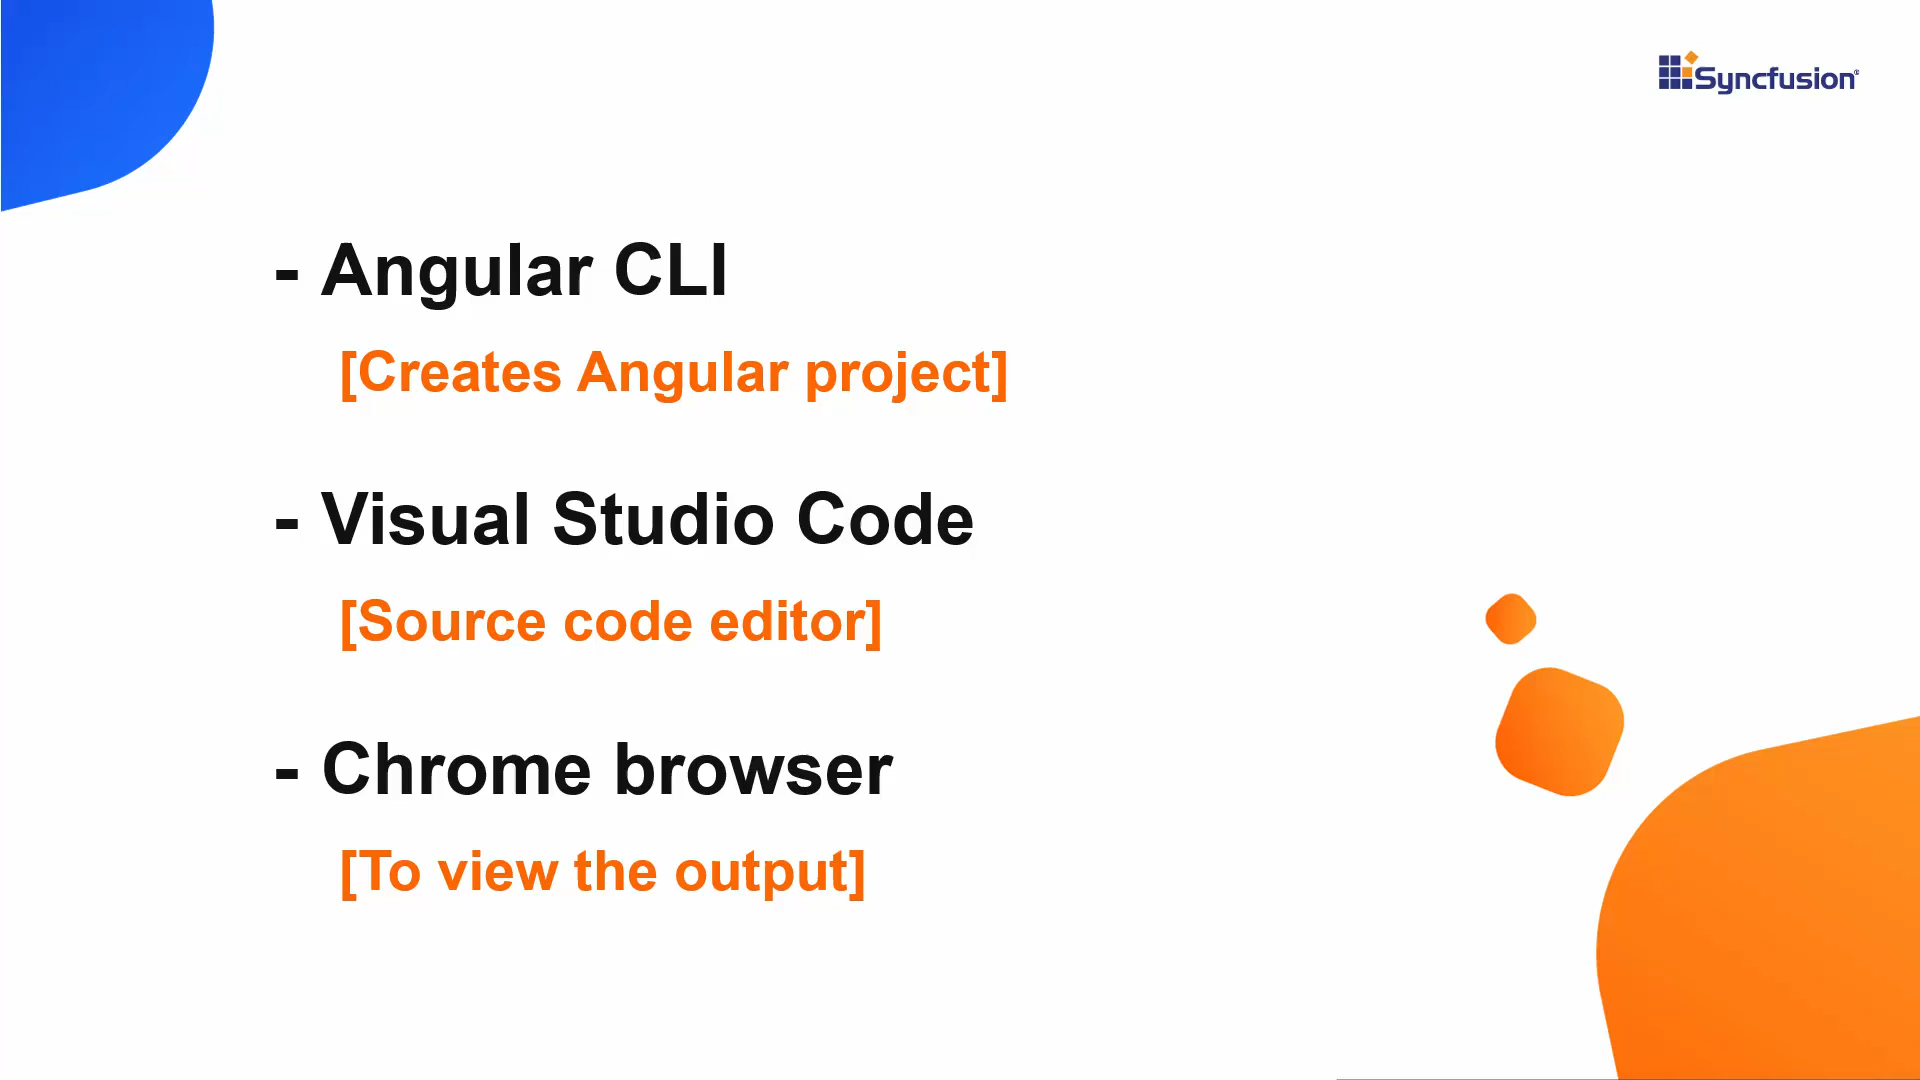 Syncfusion®
- Angular CLI
[Creates Angular project]
- Visual Studio Code
[Source code editor]
- Chrome browser
[To view the output]